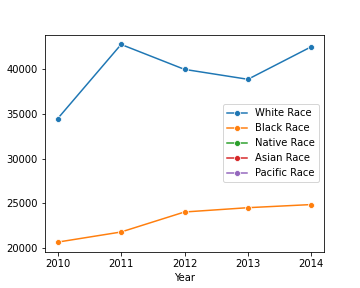 40000
35000
30000
25000
20000
White Race
Black Race
Native Race
Asian Race
Pacific Race
2010 2011 2012 2013 2014
Year